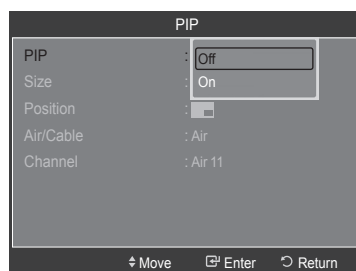 PIP
PIP : Off
Size : On
Position :
Air/Cable : Air
Channel : Air 11
Move Enter Return